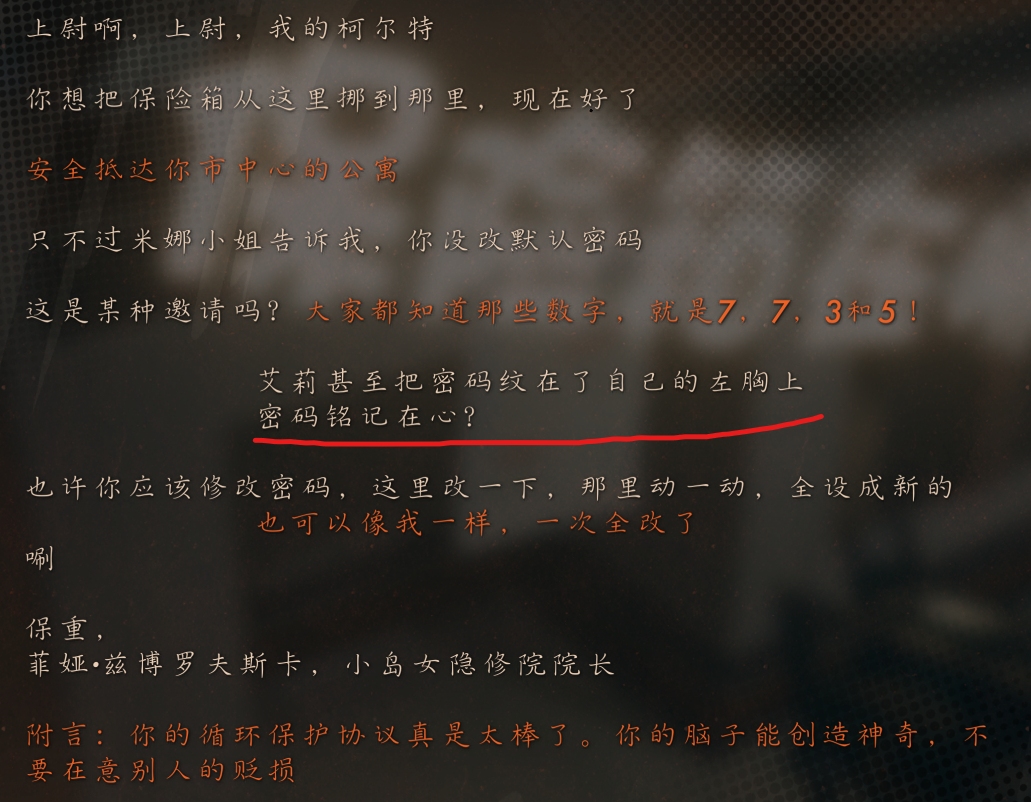 上尉啊，上尉，我的柯尔特
你想把保险箱从这里挪到那里，现在好了
安全抵达你市中心的公寓
只不过米娜小姐告诉我，你没改默认密码
这是某种邀请吗？大家都知道那些数字，就是7，7，3和5！
艾莉甚至把密码纹在了自己的左胸上
密码铭记在心？
也许你应该修改密码，这里改一下，那里动一动，全设成新的
也可以像我一样，一次全改了
唰
保重，
菲娅•兹博罗夫斯卡，小岛女隐修院院长
附言：你的循环保护协议真是太棒了。你的脑子能创造神奇，不
要在意别人的贬损